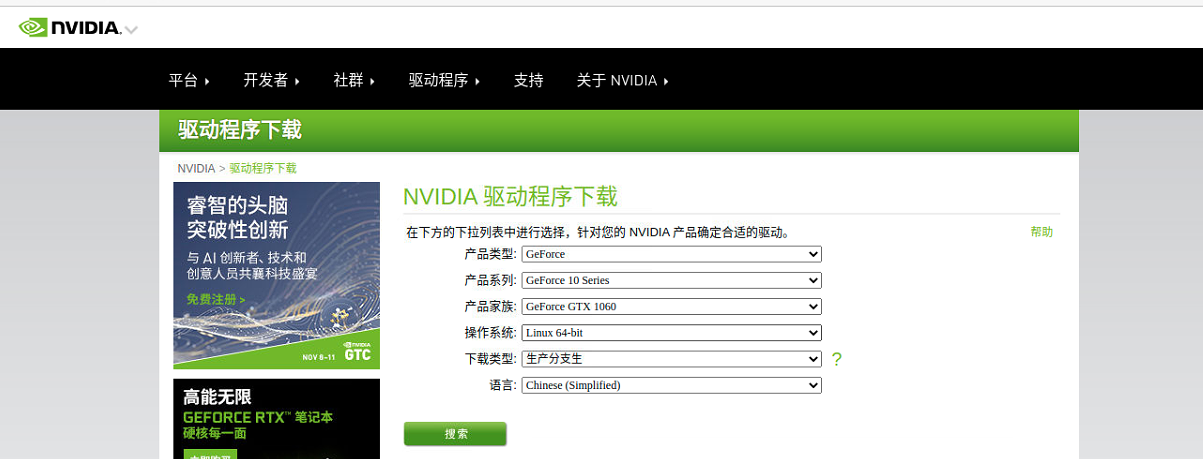 NVIDIA.
平台 开发者 社群 驱动程序 支持 关于 NVIDIA
驱动程序下载
NVIDIA > 驱动程序下载
睿智的头脑
突破性创新
与 AI 创新者、技术和
创意人员共襄科技盛宴
免费注册 >
NVIDIA
NOV 8–11 GTC
高能无限
GEFORCE RTX™ 笔记本
硬核每一面
NVIDIA 驱动程序下载
在下方的下拉列表中进行选择，针对您的 NVIDIA 产品确定合适的驱动。
帮助
产品类型: GeForce
产品系列: GeForce 10 Series
产品家族: GeForce GTX 1060
操作系统: Linux 64-bit
下载类型: 生产分支生 ?
语言: Chinese (Simplified)
搜索